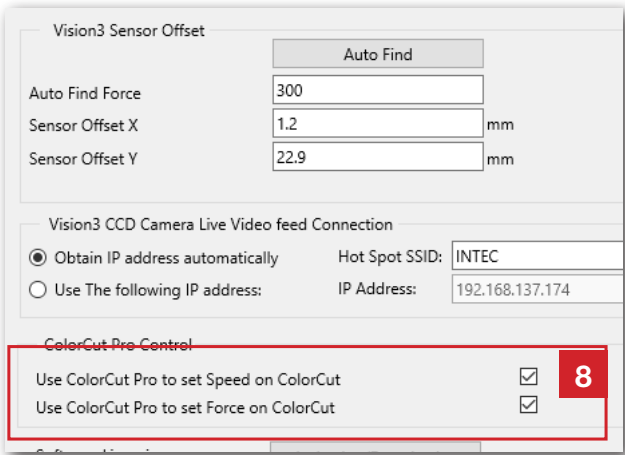 Vision3 Sensor Offset
Auto Find
Auto Find Force 300
Sensor Offset X 1.2 mm
Sensor Offset Y 22.9 mm
Vision3 CCD Camera Live Video feed Connection
Obtain IP address automatically Hot Spot SSID: INTEC
Use The following IP address: IP Address: 192.168.137.174
ColorCut Pro Control
Use ColorCut Pro to set Speed on ColorCut 8
Use ColorCut Pro to set Force on ColorCut